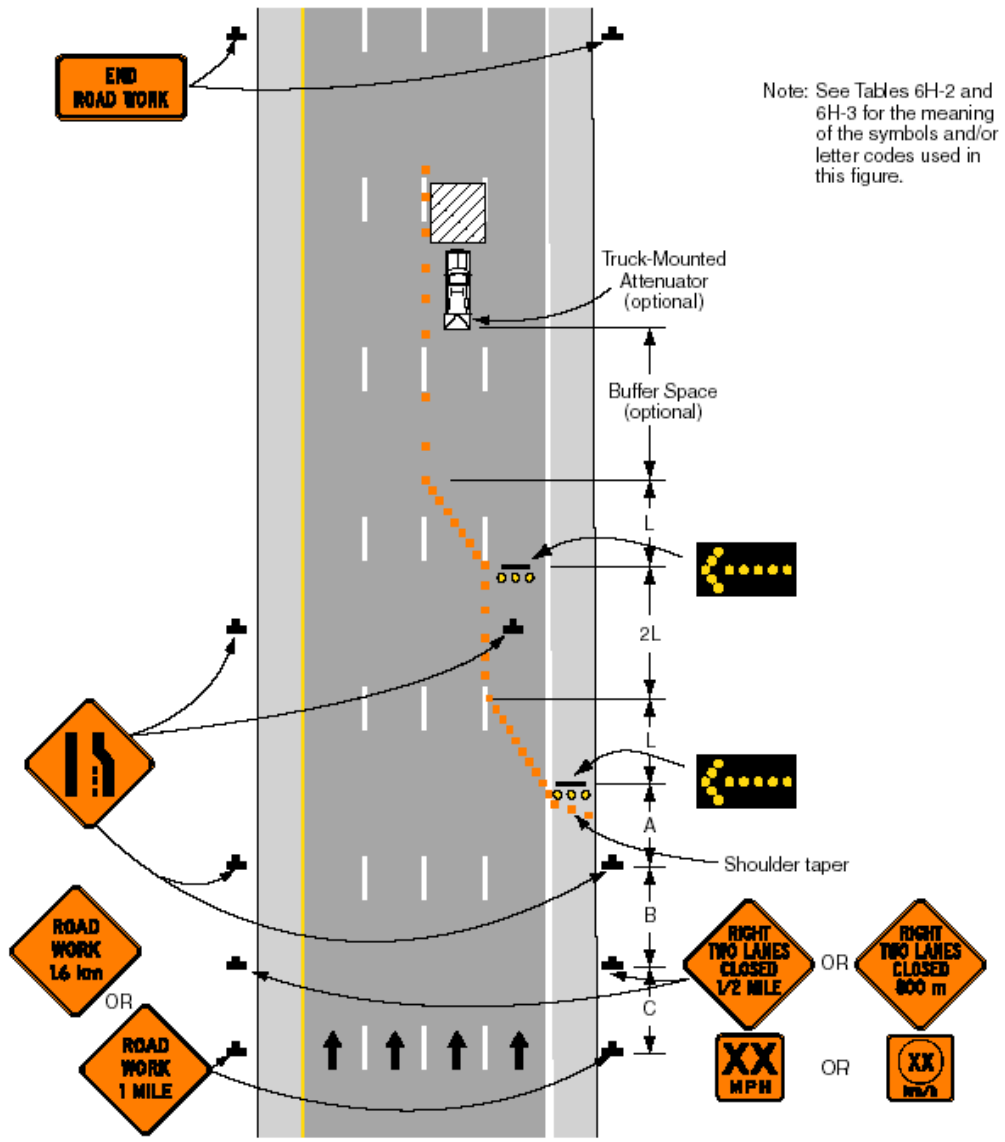 END
ROAD WORK
Note: See Tables 6H-2 and
6H-3 for the meaning
of the symbols and/or
letter codes used in
this figure.
Truck-Mounted
Attenuator
(optional)
Buffer Space
(optional)
L
2L
L
A
Shoulder taper
B
ROAD
WORK
1.6 km
OR
ROAD
WORK
1 MILE
RIGHT
TWO LANES
CLOSED
1/2 MILE
OR
RIGHT
TWO LANES
CLOSED
800 m
C
XX
MPH
OR
XX
km/h